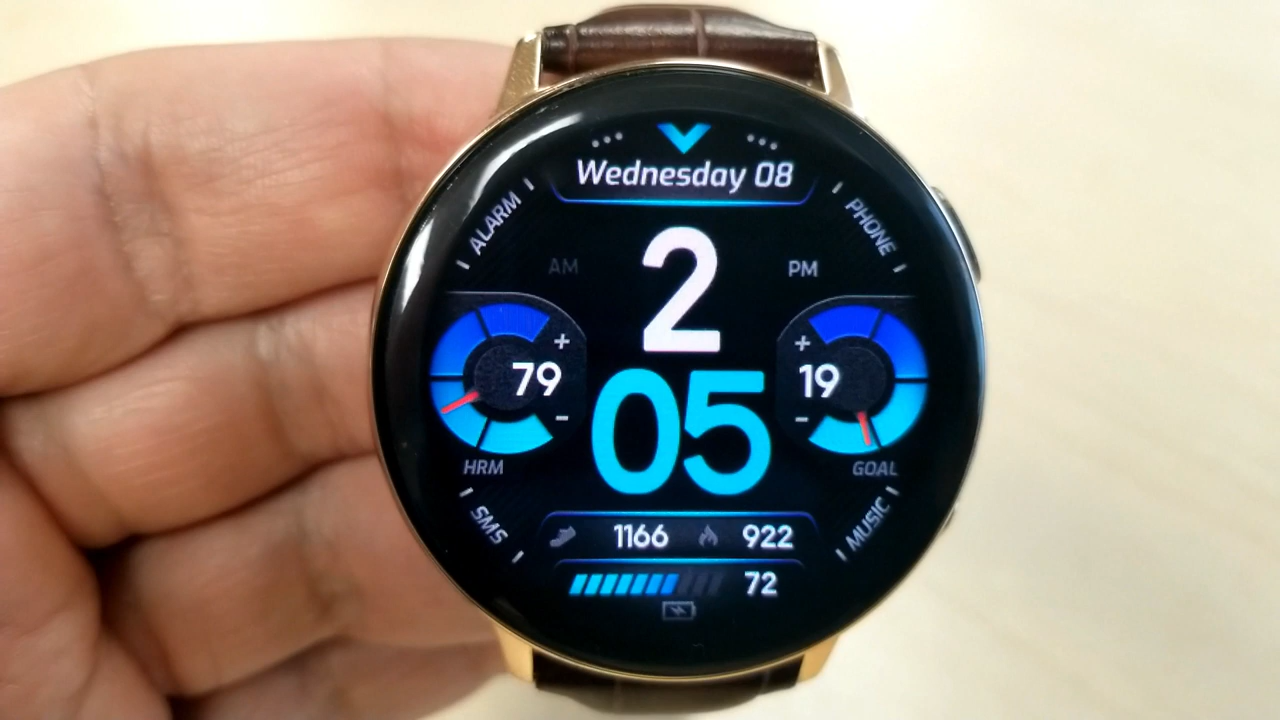 Wednesday 08
ALARM
PHONE
AM
2
PM
+
79
-
05
+
19
-
HRM
GOAL
SMS
MUSIC
1166
922
72